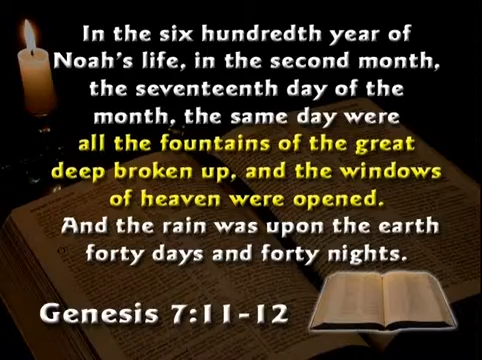 In the six hundredth year of
Noah's life, in the second month,
the seventeenth day of the
month, the same day were
all the fountains of the great
deep broken up, and the windows
of heaven were opened.
And the rain was upon the earth
forty days and forty nights.
Genesis 7:11-12